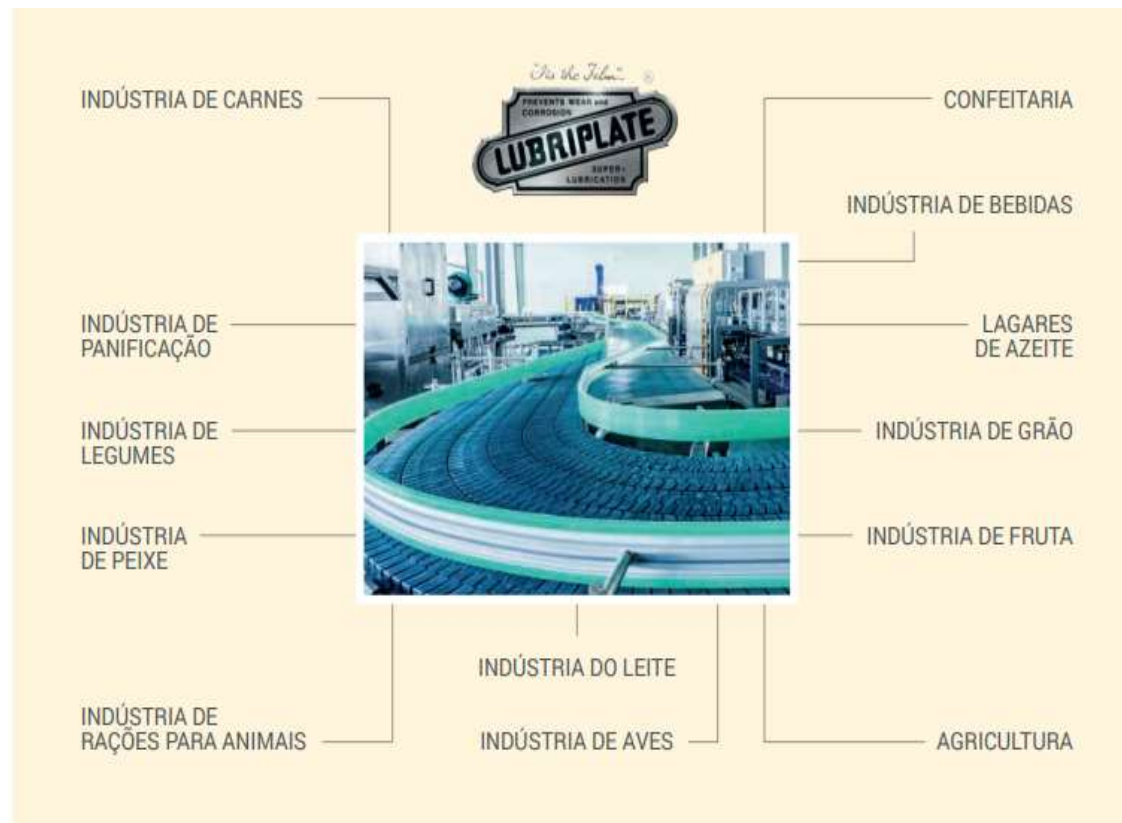 "It's the Film"
®
PREVENTS WEAR and
CORROSION
LUBRIPLATE
SUPER-
LUBRICATION
INDÚSTRIA DE CARNES
CONFEITARIA
INDÚSTRIA DE BEBIDAS
INDÚSTRIA DE
PANIFICAÇÃO
LAGARES
DE AZEITE
INDÚSTRIA DE
LEGUMES
INDÚSTRIA DE GRÃO
INDÚSTRIA
DE PEIXE
INDÚSTRIA DE FRUTA
INDÚSTRIA DO LEITE
INDÚSTRIA DE
RAÇÕES PARA ANIMAIS
INDÚSTRIA DE AVES
AGRICULTURA